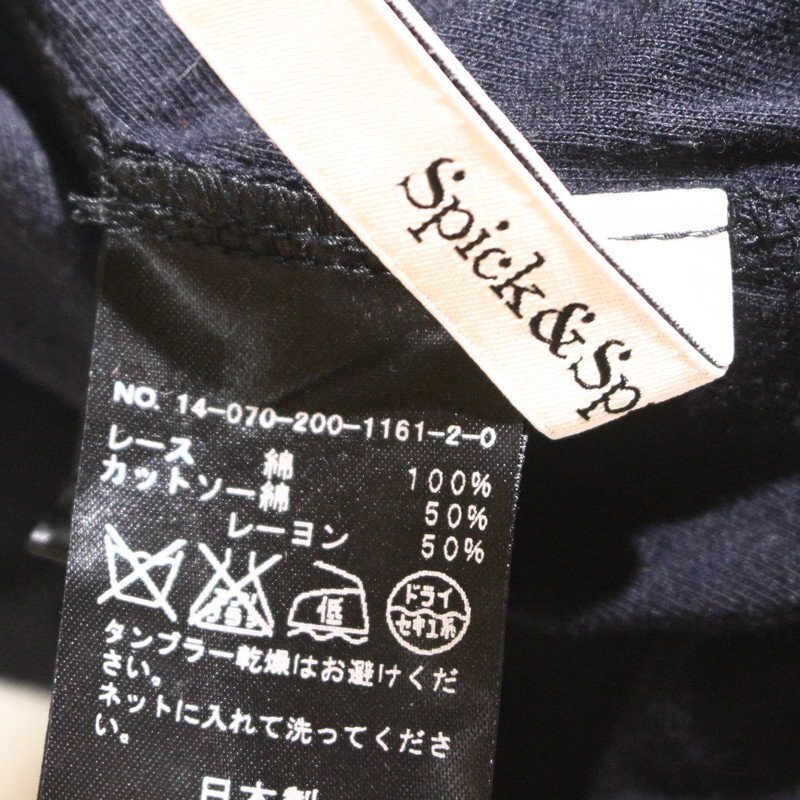 Spick&Sp
NO. 14-070-200-1161-2-0
レース 綿 100%
カットソー綿 50%
レーヨン 50%
低
ドライ
セキユ系
タンブラー乾燥はお避けくだ
さい。
ネットに入れて洗ってくださ
い。
日本製